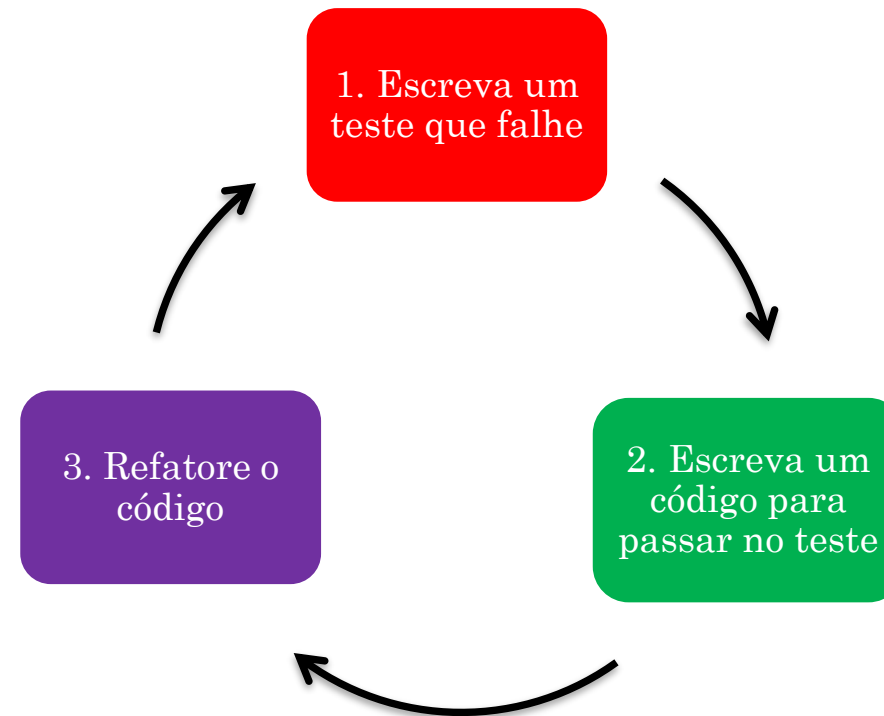 1. Escreva um
teste que falhe
2. Escreva um
código para
passar no teste
3. Refatore o
código